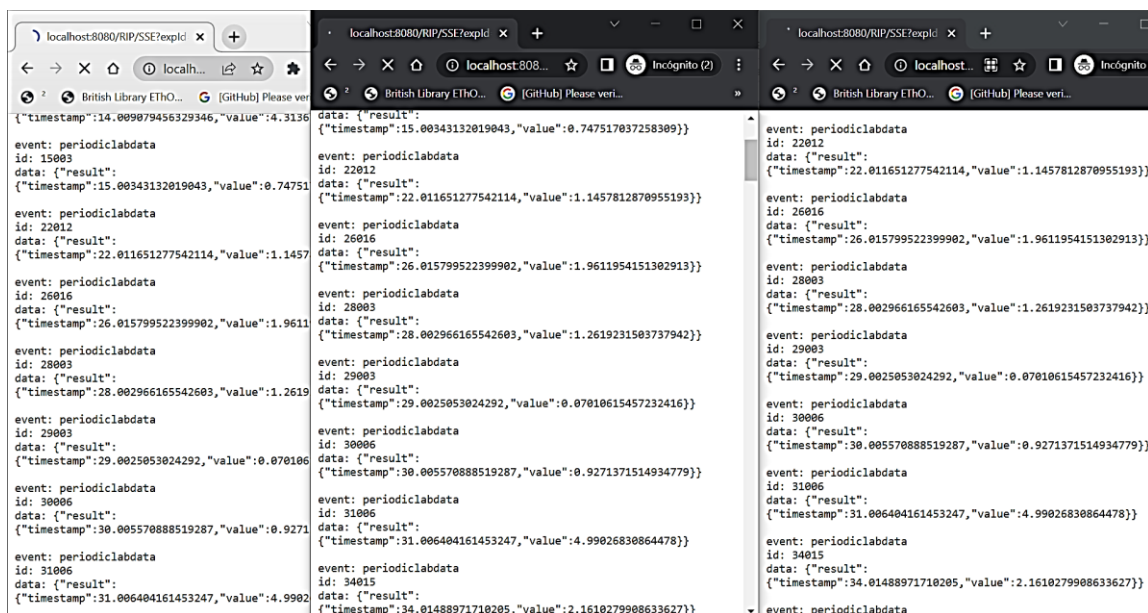 localhost:8080/RIP/SSE?expId
localh...
2
British Library EThO...
[GitHub] Please veri
{"timestamp":14.009079456329346,"value":4.3136
event: periodiclabdata
id: 15003
data: {"result":
{"timestamp":15.00343132019043,"value":0.74751
event: periodiclabdata
id: 22012
data: {"result":
{"timestamp":22.011651277542114,"value":1.1457
event: periodiclabdata
id: 26016
data: {"result":
{"timestamp":26.015799522399902,"value":1.9611
event: periodiclabdata
id: 28003
data: {"result":
{"timestamp":28.002966165542603,"value":1.2619
event: periodiclabdata
id: 29003
data: {"result":
{"timestamp":29.0025053024292,"value":0.070106
event: periodiclabdata
id: 30006
data: {"result":
{"timestamp":30.005570888519287,"value":0.9271
event: periodiclabdata
id: 31006
data: {"result":
{"timestamp":31.006404161453247,"value":4.9902
localhost:8080/RIP/SSE?expId
localhost:808...
Incógnito (2)
2
British Library EThO...
[GitHub] Please veri...
data: {"result":
{"timestamp":15.00343132019043,"value":0.747517037258309}}
event: periodiclabdata
id: 22012
data: {"result":
{"timestamp":22.011651277542114,"value":1.1457812870955193}}
event: periodiclabdata
id: 26016
data: {"result":
{"timestamp":26.015799522399902,"value":1.9611954151302913}}
event: periodiclabdata
id: 28003
data: {"result":
{"timestamp":28.002966165542603,"value":1.2619231503737942}}
event: periodiclabdata
id: 29003
data: {"result":
{"timestamp":29.0025053024292,"value":0.07010615457232416}}
event: periodiclabdata
id: 30006
data: {"result":
{"timestamp":30.005570888519287,"value":0.9271371514934779}}
event: periodiclabdata
id: 31006
data: {"result":
{"timestamp":31.006404161453247,"value":4.99026830864478}}
event: periodiclabdata
id: 34015
data: {"result":
{"timestamp":34.01488971710205,"value":2.1610279908633627}}
localhost:8080/RIP/SSE?expId
localhost...
Incógnito
2
British Library EThO...
[GitHub] Please veri...
event: periodiclabdata
id: 22012
data: {"result":
{"timestamp":22.011651277542114,"value":1.1457812870955193}}
event: periodiclabdata
id: 26016
data: {"result":
{"timestamp":26.015799522399902,"value":1.9611954151302913}}
event: periodiclabdata
id: 28003
data: {"result":
{"timestamp":28.002966165542603,"value":1.2619231503737942}}
event: periodiclabdata
id: 29003
data: {"result":
{"timestamp":29.0025053024292,"value":0.07010615457232416}}
event: periodiclabdata
id: 30006
data: {"result":
{"timestamp":30.005570888519287,"value":0.9271371514934779}}
event: periodiclabdata
id: 31006
data: {"result":
{"timestamp":31.006404161453247,"value":4.99026830864478}}
event: periodiclabdata
id: 34015
data: {"result":
{"timestamp":34.01488971710205,"value":2.1610279908633627}}
event: periodiclabdata